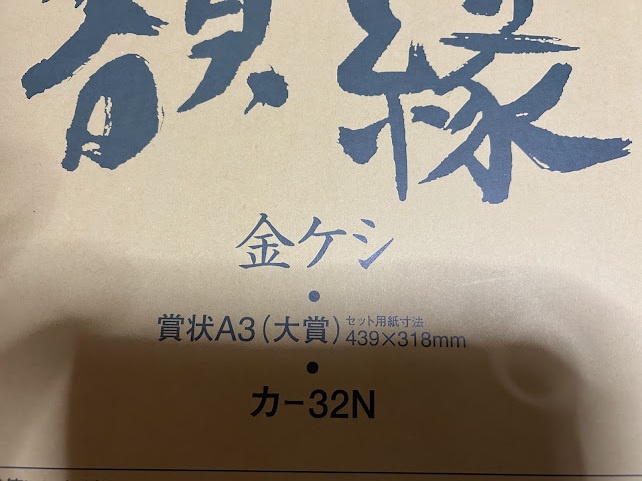 額縁
金ケシ
・
賞状A3(大賞) セット用紙寸法 439×318mm
・
カ-32N